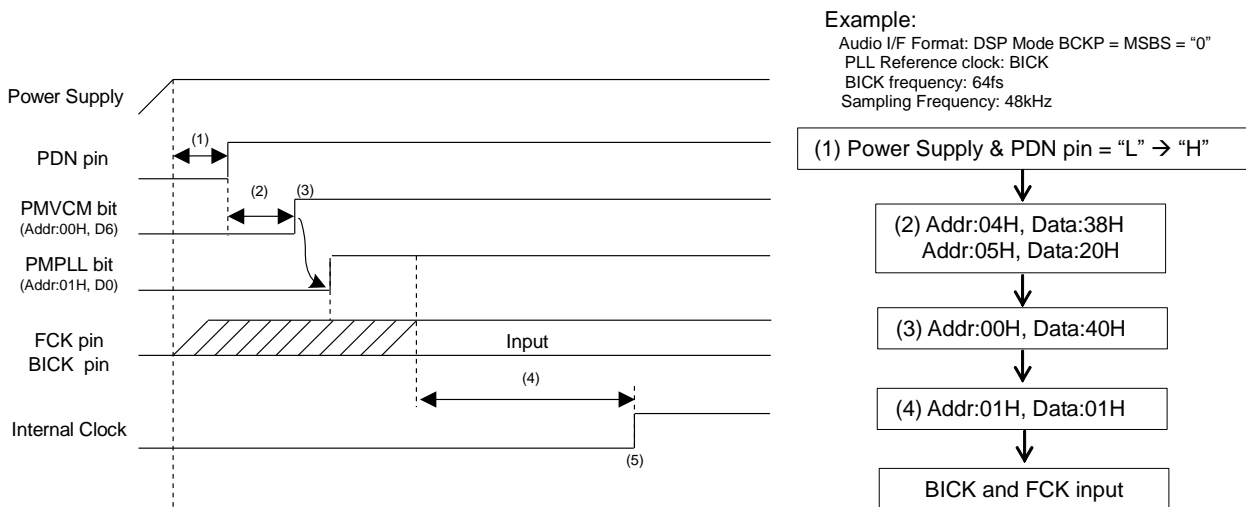 Example:
Audio I/F Format: DSP Mode BCKP = MSBS = “0”
PLL Reference clock: BICK
BICK frequency: 64fs
Sampling Frequency: 48kHz
Power Supply
(1)
PDN pin
(2)
(3)
PMVCM bit
(Addr:00H, D6)
PMPLL bit
(Addr:01H, D0)
FCK pin
BICK pin
Input
(4)
Internal Clock
(5)
(1) Power Supply & PDN pin = “L” → “H”
(2) Addr:04H, Data:38H
Addr:05H, Data:20H
(3) Addr:00H, Data:40H
(4) Addr:01H, Data:01H
BICK and FCK input